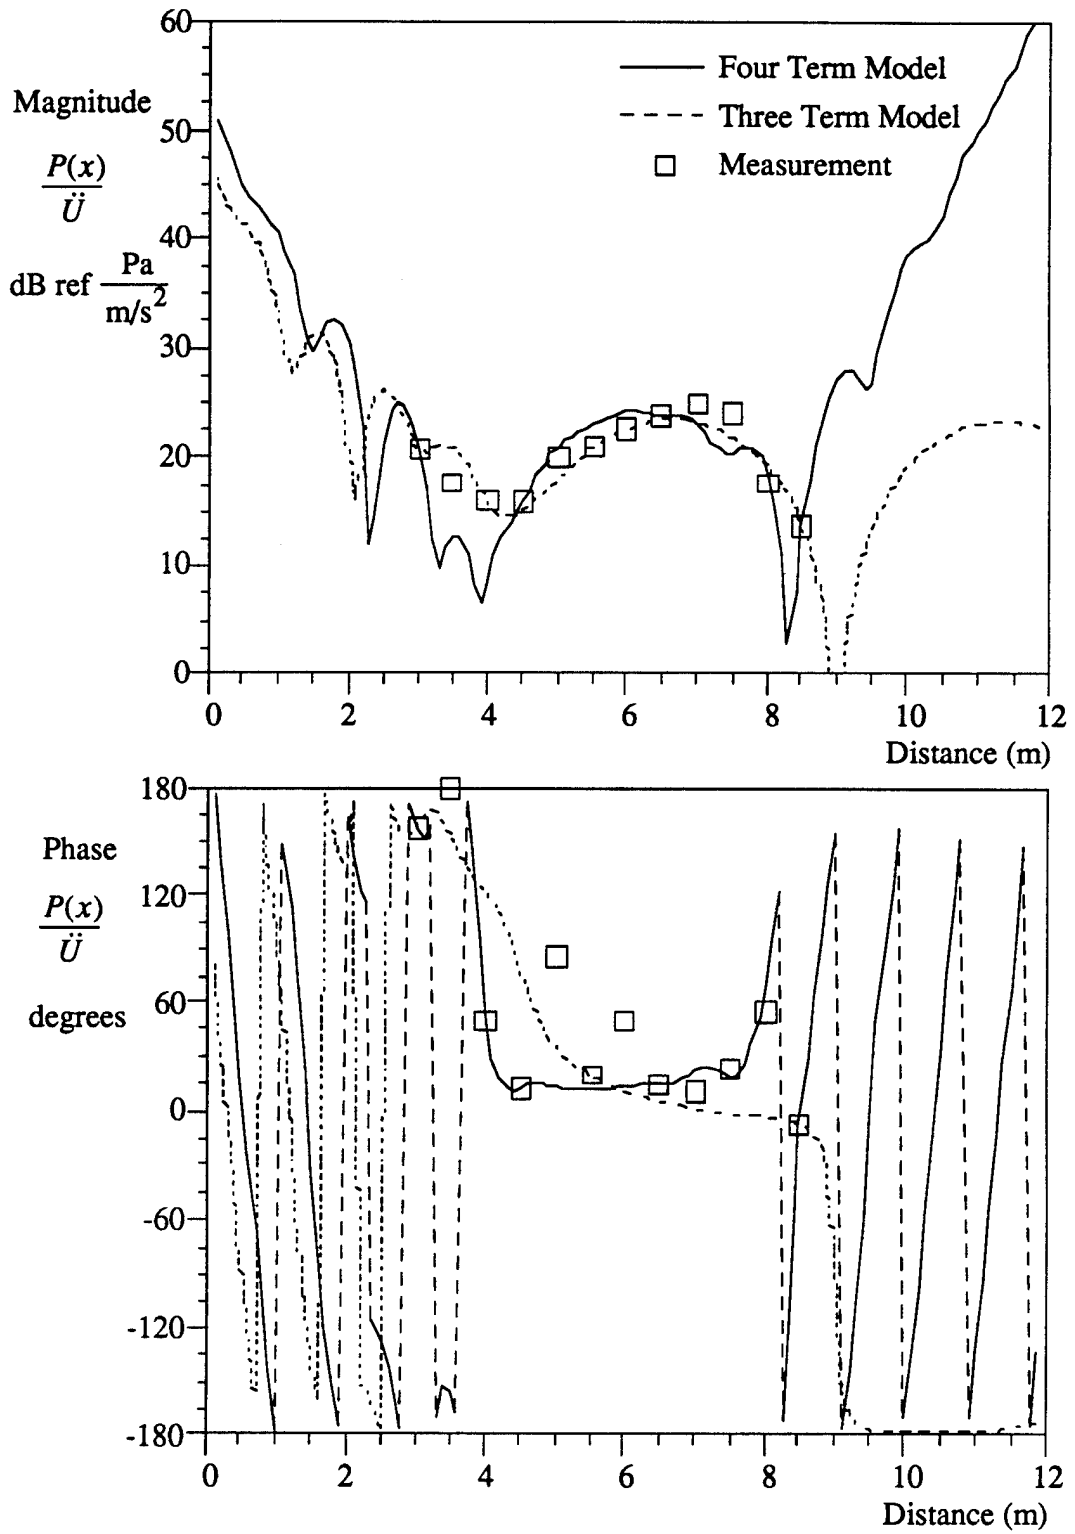 60
50
40
30
20
10
0
Magnitude
P(x)
Ü
dB ref Pa
m/s²
Four Term Model
Three Term Model
Measurement
0 2 4 6 8 10 12
Distance (m)
180
120
60
0
-60
-120
-180
Phase
P(x)
Ü
degrees
0 2 4 6 8 10 12
Distance (m)